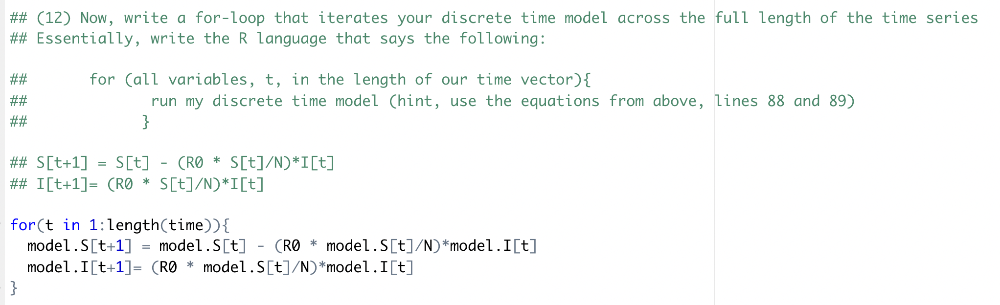 ## (12) Now, write a for-loop that iterates your discrete time model across the full length of the time series
## Essentially, write the R language that says the following:
##       for (all variables, t, in the length of our time vector){
##              run my discrete time model (hint, use the equations from above, lines 88 and 89)
##             }
## S[t+1] = S[t] - (R0 * S[t]/N)*I[t]
## I[t+1]= (R0 * S[t]/N)*I[t]
for(t in 1:length(time)){
  model.S[t+1] = model.S[t] - (R0 * model.S[t]/N)*model.I[t]
  model.I[t+1]= (R0 * model.S[t]/N)*model.I[t]
}